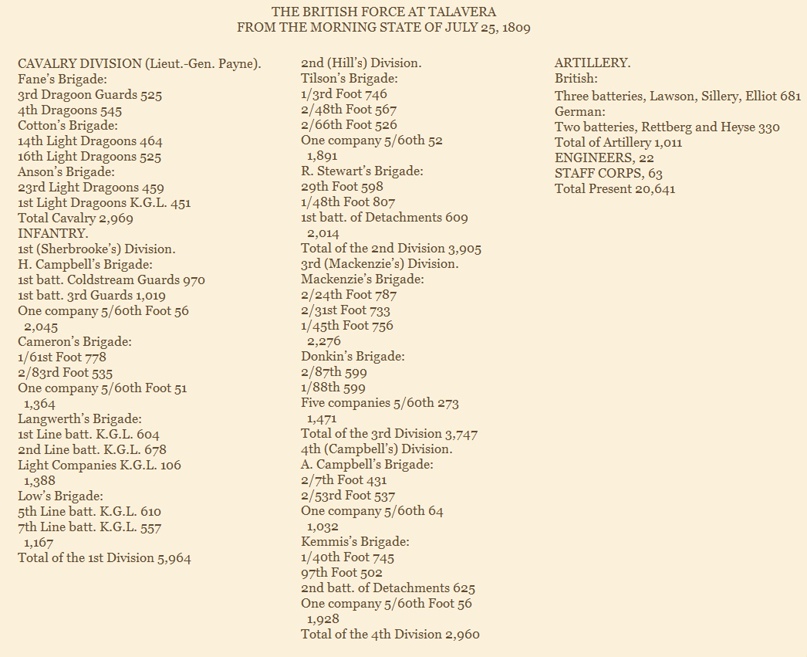 THE BRITISH FORCE AT TALAVERA
FROM THE MORNING STATE OF JULY 25, 1809
CAVALRY DIVISION (Lieut.-Gen. Payne).
Fane's Brigade:
3rd Dragoon Guards 525
4th Dragoons 545
Cotton's Brigade:
14th Light Dragoons 464
16th Light Dragoons 525
Anson's Brigade:
23rd Light Dragoons 459
1st Light Dragoons K.G.L. 451
Total Cavalry 2,969
INFANTRY.
1st (Sherbrooke's) Division.
H. Campbell's Brigade:
1st batt. Coldstream Guards 970
1st batt. 3rd Guards 1,019
One company 5/60th Foot 56
2,045
Cameron's Brigade:
1/61st Foot 778
2/83rd Foot 535
One company 5/60th Foot 51
1,364
Langwerth's Brigade:
1st Line batt. K.G.L. 604
2nd Line batt. K.G.L. 678
Light Companies K.G.L. 106
1,388
Low's Brigade:
5th Line batt. K.G.L. 610
7th Line batt. K.G.L. 557
1,167
Total of the 1st Division 5,964
2nd (Hill's) Division.
Tilson's Brigade:
1/3rd Foot 746
2/48th Foot 567
2/66th Foot 526
One company 5/60th 52
1,891
R. Stewart's Brigade:
29th Foot 598
1/48th Foot 807
1st batt. of Detachments 609
2,014
Total of the 2nd Division 3,905
3rd (Mackenzie's) Division.
Mackenzie's Brigade:
2/24th Foot 787
2/31st Foot 733
1/45th Foot 756
2,276
Donkin's Brigade:
2/87th 599
1/88th 599
Five companies 5/60th 273
1,471
Total of the 3rd Division 3,747
4th (Campbell's) Division.
A. Campbell's Brigade:
2/7th Foot 431
2/53rd Foot 537
One company 5/60th 64
1,032
Kemmis's Brigade:
1/40th Foot 745
97th Foot 502
2nd batt. of Detachments 625
One company 5/60th Foot 56
1,928
Total of the 4th Division 2,960
ARTILLERY.
British:
Three batteries, Lawson, Sillery, Elliot 681
German:
Two batteries, Rettberg and Heyse 330
Total of Artillery 1,011
ENGINEERS, 22
STAFF CORPS, 63
Total Present 20,641